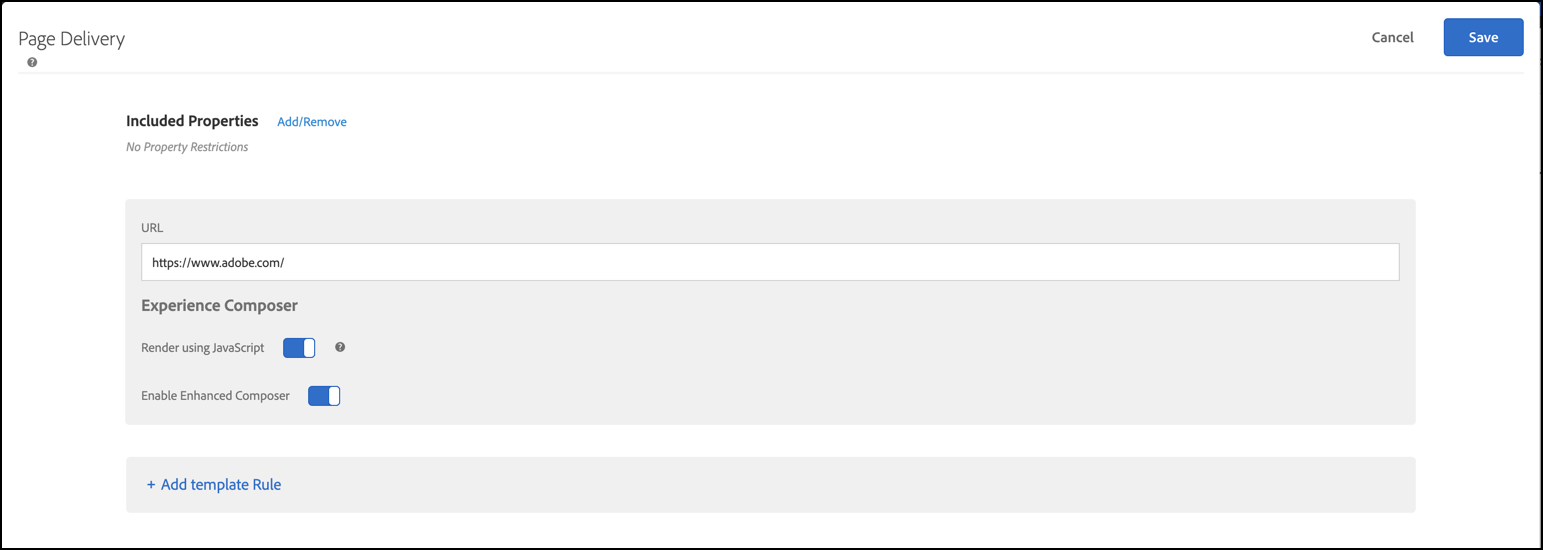 Page Delivery
Cancel
Save
?
Included Properties
Add/Remove
No Property Restrictions
URL
https://www.adobe.com/
Experience Composer
Render using JavaScript
?
Enable Enhanced Composer
+ Add template Rule